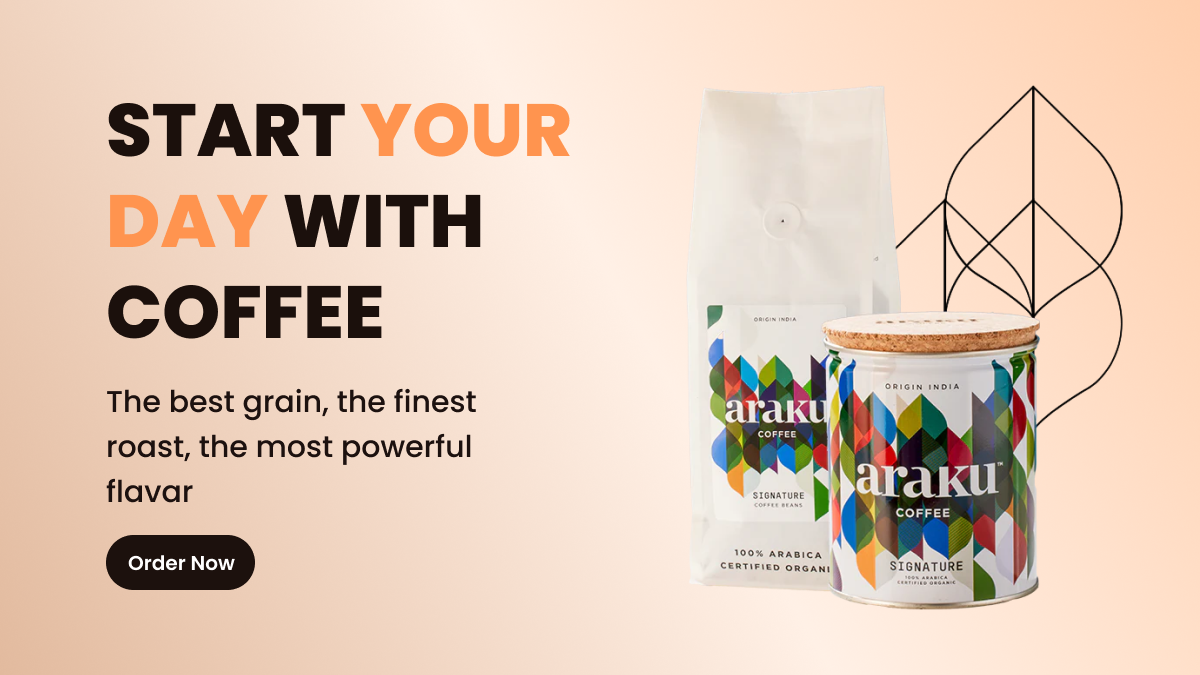 START YOUR
DAY WITH
COFFEE
The best grain, the finest
roast, the most powerful
flavar
Order Now
ORIGIN INDIA
araku
COFFEE
SIGNATURE
COFFEE BEANS
100% ARABICA
CERTIFIED ORGANI
araku
ORIGIN INDIA
araku™
COFFEE
SIGNATURE
100% ARABICA
CERTIFIED ORGANIC